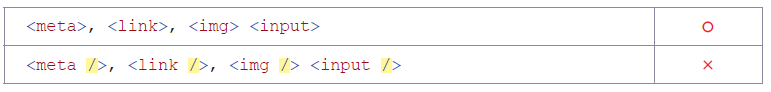 <meta>, <link>, <img> <input> ○
<meta />, <link />, <img /> <input /> ×